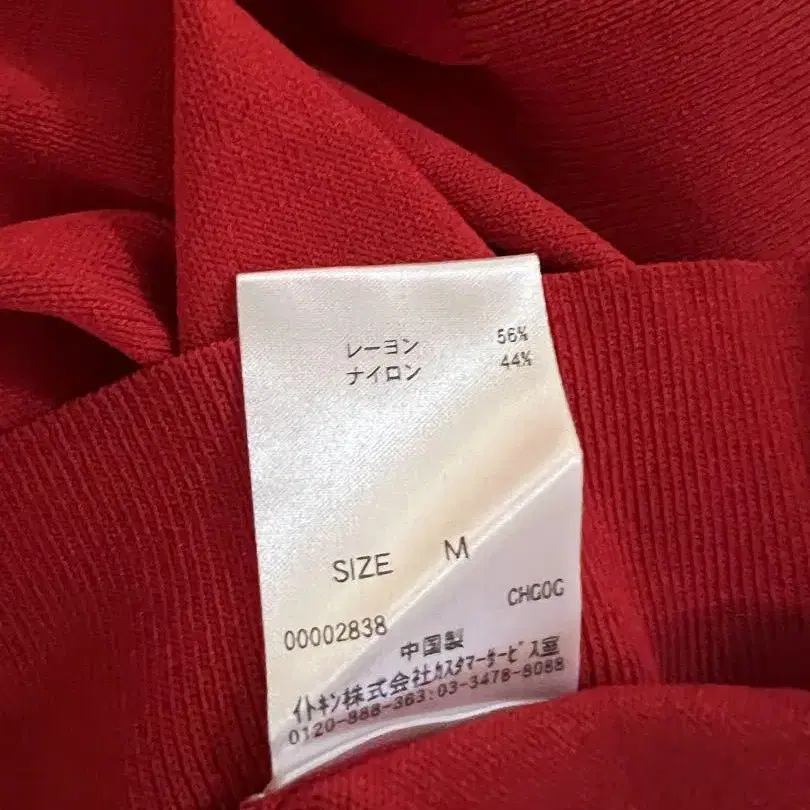 レーヨン 56%
ナイロン 44%
SIZE M
00002838 CHG0G
中国製
イトキン株式会社カスタマーサービス室
0120-888-363:03-3478-8088